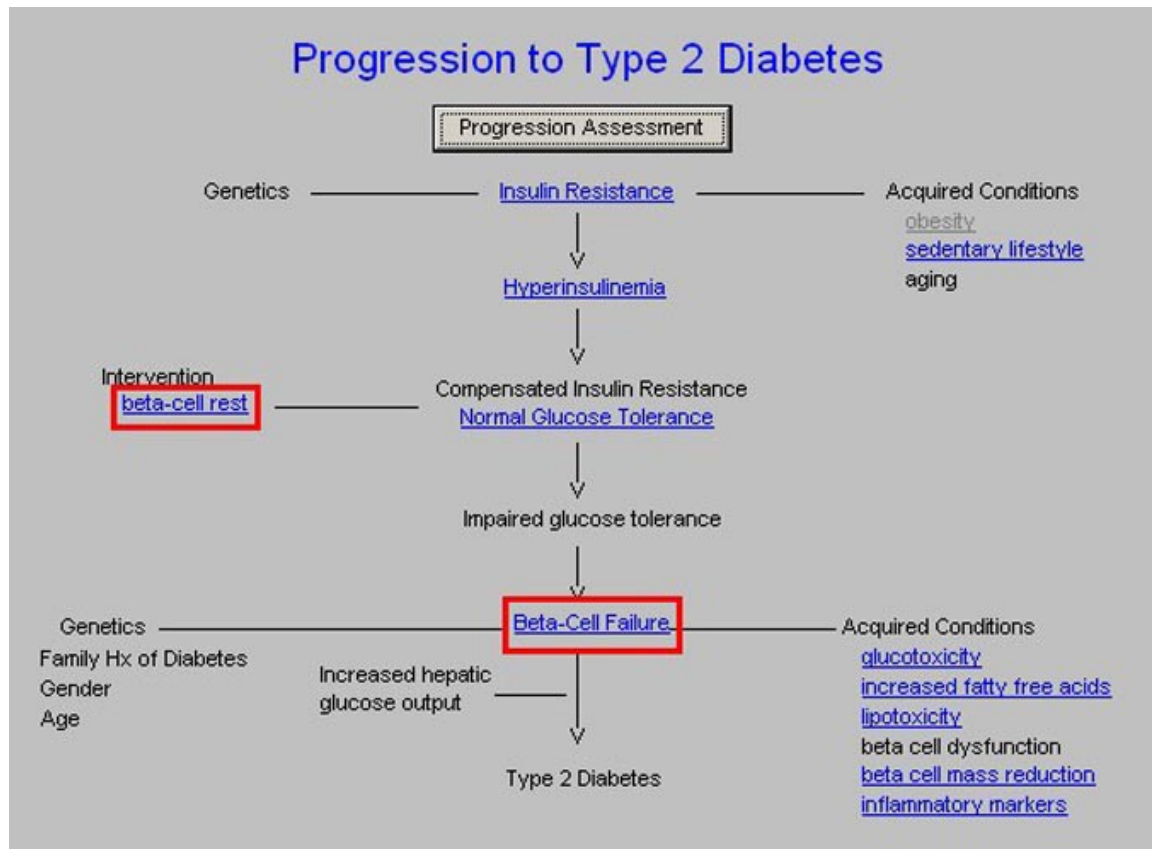 Progression to Type 2 Diabetes
Progression Assessment
Genetics
Insulin Resistance
Acquired Conditions
obesity
sedentary lifestyle
aging
Hyperinsulinemia
Intervention
beta-cell rest
Compensated Insulin Resistance
Normal Glucose Tolerance
Impaired glucose tolerance
Genetics
Family Hx of Diabetes
Gender
Age
Beta-Cell Failure
Increased hepatic
glucose output
Acquired Conditions
glucotoxicity
increased fatty free acids
lipotoxicity
beta cell dysfunction
beta cell mass reduction
inflammatory markers
Type 2 Diabetes